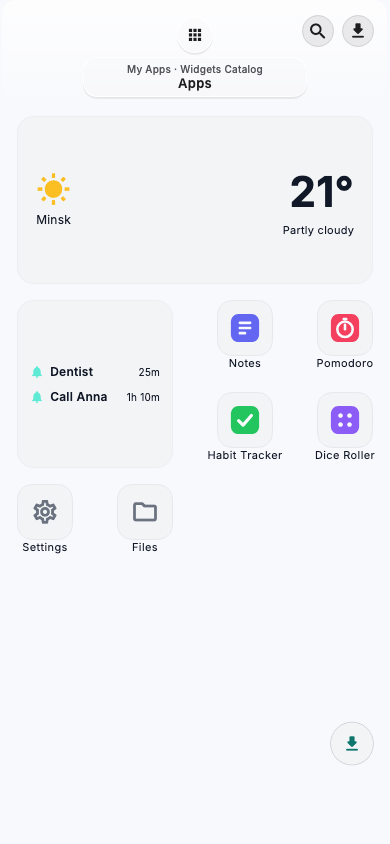 My Apps · Widgets Catalog
Apps
Minsk
21°
Partly cloudy
Dentist 25m
Call Anna 1h 10m
Notes
Pomodoro
Habit Tracker
Dice Roller
Settings
Files